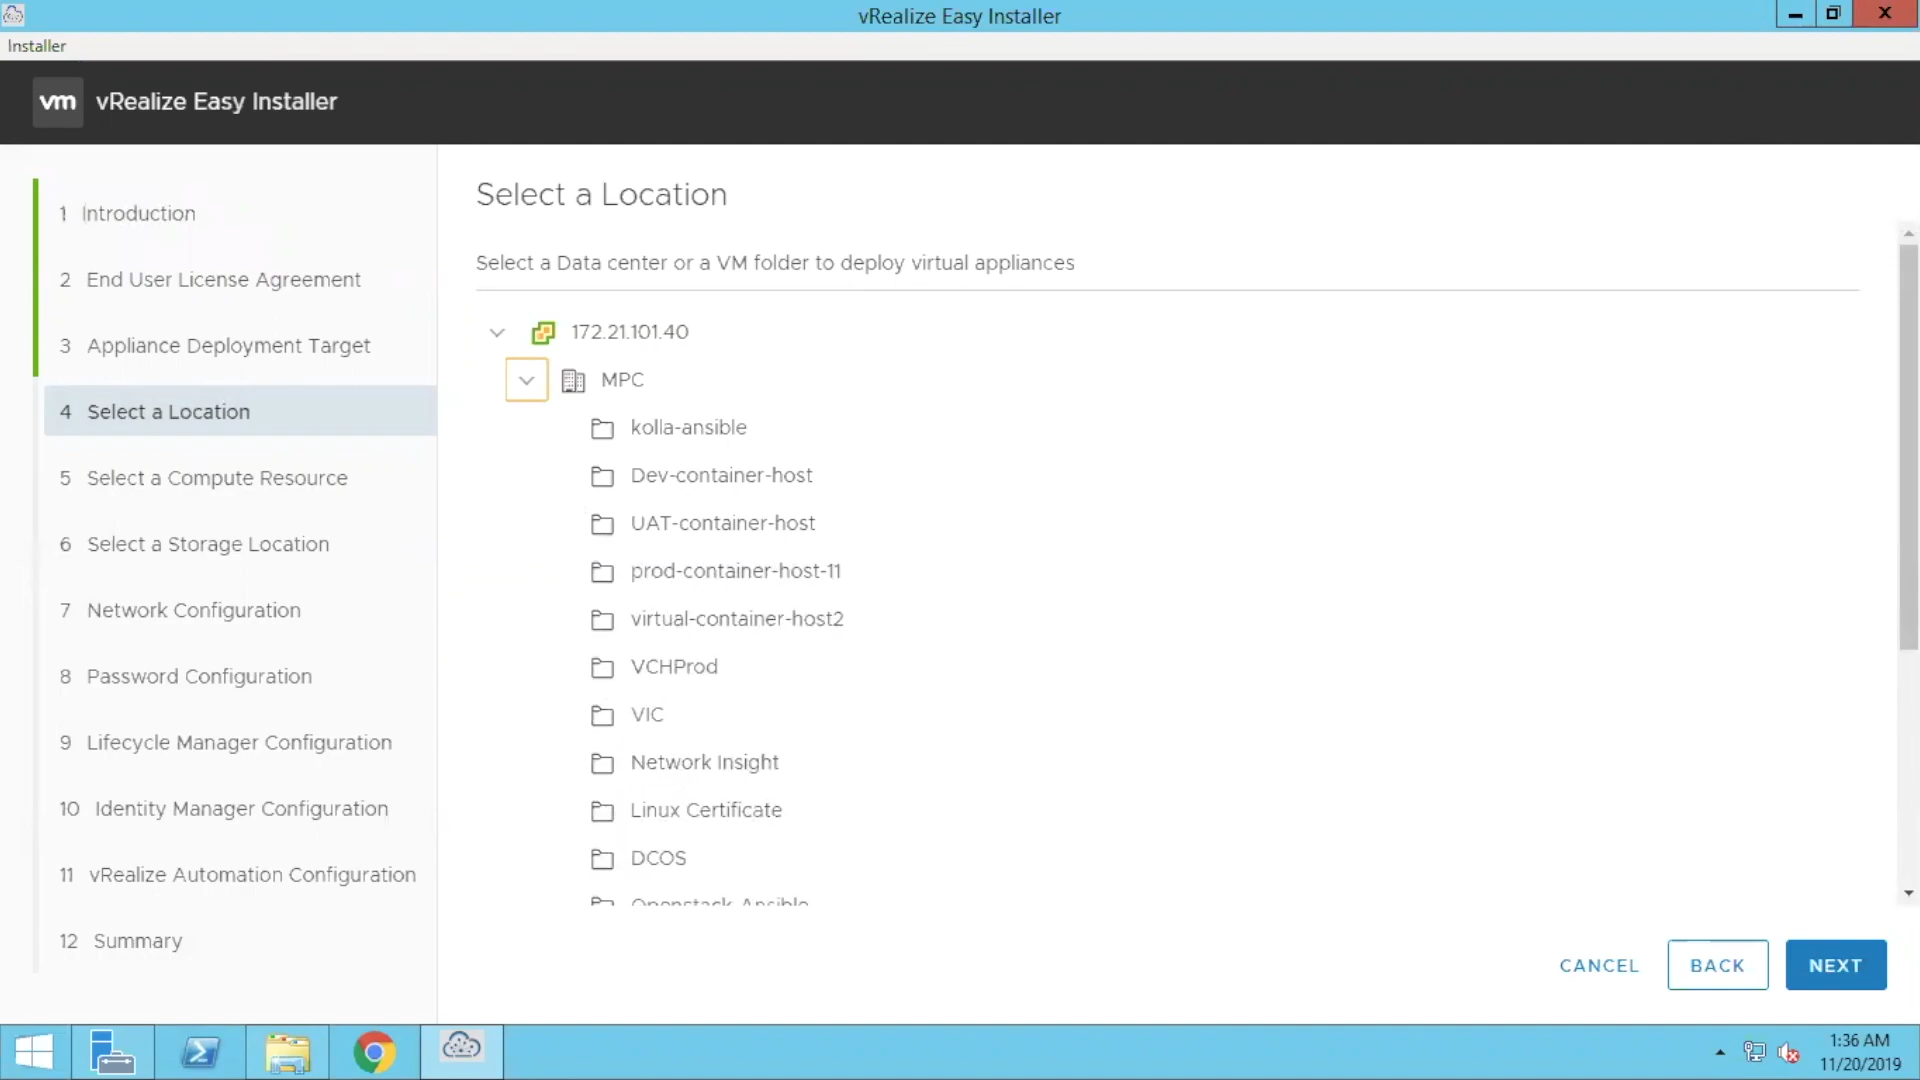 vRealize Easy Installer
Installer
vm vRealize Easy Installer
1 Introduction
2 End User License Agreement
3 Appliance Deployment Target
4 Select a Location
5 Select a Compute Resource
6 Select a Storage Location
7 Network Configuration
8 Password Configuration
9 Lifecycle Manager Configuration
10 Identity Manager Configuration
11 vRealize Automation Configuration
12 Summary
Select a Location
Select a Data center or a VM folder to deploy virtual appliances
172.21.101.40
MPC
kolla-ansible
Dev-container-host
UAT-container-host
prod-container-host-11
virtual-container-host2
VCHProd
VIC
Network Insight
Linux Certificate
DCOS
Openstack-Ansible
CANCEL BACK NEXT
1:36 AM
11/20/2019